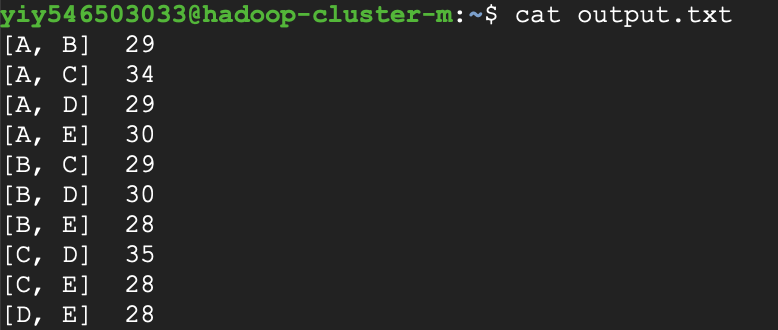 yiy546503033@hadoop-cluster-m:~$ cat output.txt
[A, B]  29
[A, C]  34
[A, D]  29
[A, E]  30
[B, C]  29
[B, D]  30
[B, E]  28
[C, D]  35
[C, E]  28
[D, E]  28